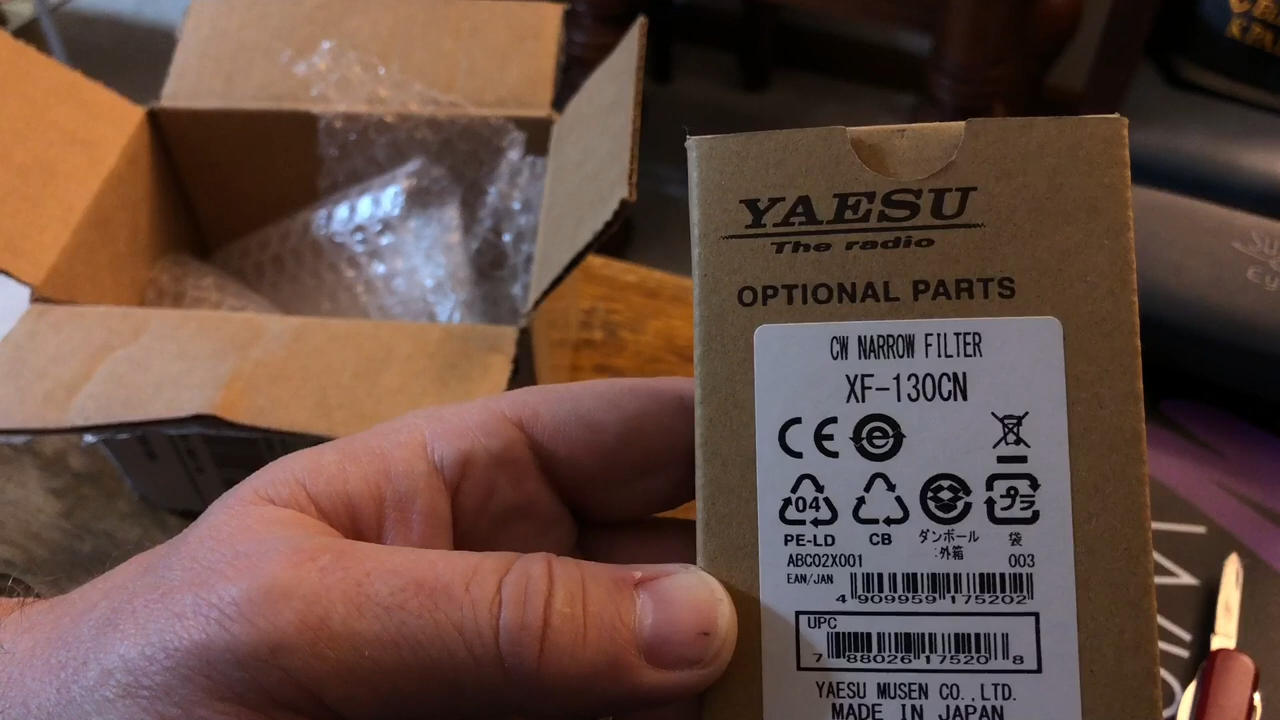 YAESU
The radio
OPTIONAL PARTS
CW NARROW FILTER
XF-130CN
CE
04
プラ
PE-LD
CB
ダンボール
:外箱
袋
ABC02X001
003
EAN/JAN
4 909959 175202
UPC
7 88026 17520 8
YAESU MUSEN CO.,LTD.
MADE IN JAPAN